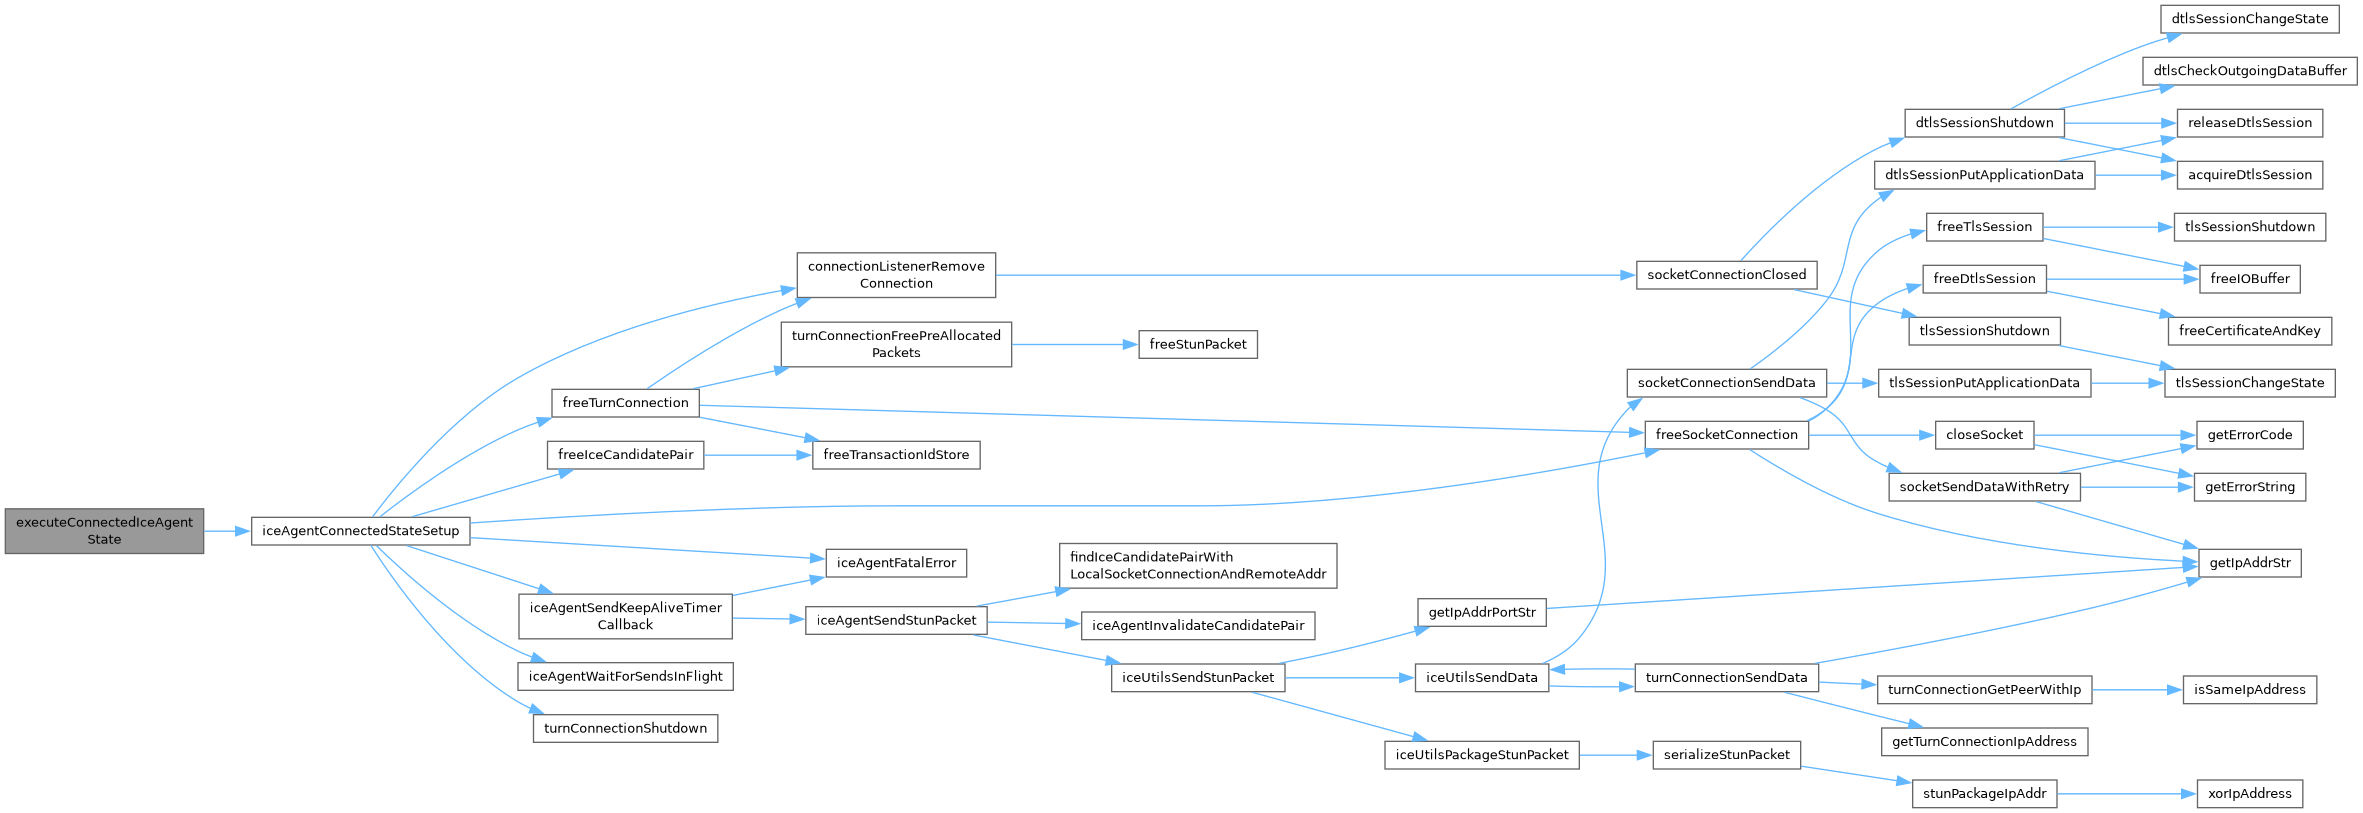 executeConnectedIceAgent
State
iceAgentConnectedStateSetup
connectionListenerRemove
Connection
freeTurnConnection
freeIceCandidatePair
iceAgentSendKeepAliveTimer
Callback
iceAgentWaitForSendsInFlight
turnConnectionShutdown
turnConnectionFreePreAllocated
Packets
freeTransactionIdStore
iceAgentFatalError
iceAgentSendStunPacket
freeStunPacket
findIceCandidatePairWith
LocalSocketConnectionAndRemoteAddr
iceAgentInvalidateCandidatePair
iceUtilsSendStunPacket
getIpAddrPortStr
iceUtilsSendData
iceUtilsPackageStunPacket
socketConnectionClosed
socketConnectionSendData
freeSocketConnection
turnConnectionSendData
serializeStunPacket
dtlsSessionShutdown
dtlsSessionPutApplicationData
freeTlsSession
freeDtlsSession
tlsSessionShutdown
tlsSessionPutApplicationData
closeSocket
socketSendDataWithRetry
turnConnectionGetPeerWithIp
getTurnConnectionIpAddress
stunPackageIpAddr
dtlsSessionChangeState
dtlsCheckOutgoingDataBuffer
releaseDtlsSession
acquireDtlsSession
tlsSessionShutdown
freeIOBuffer
freeCertificateAndKey
tlsSessionChangeState
getErrorCode
getErrorString
getIpAddrStr
isSameIpAddress
xorIpAddress